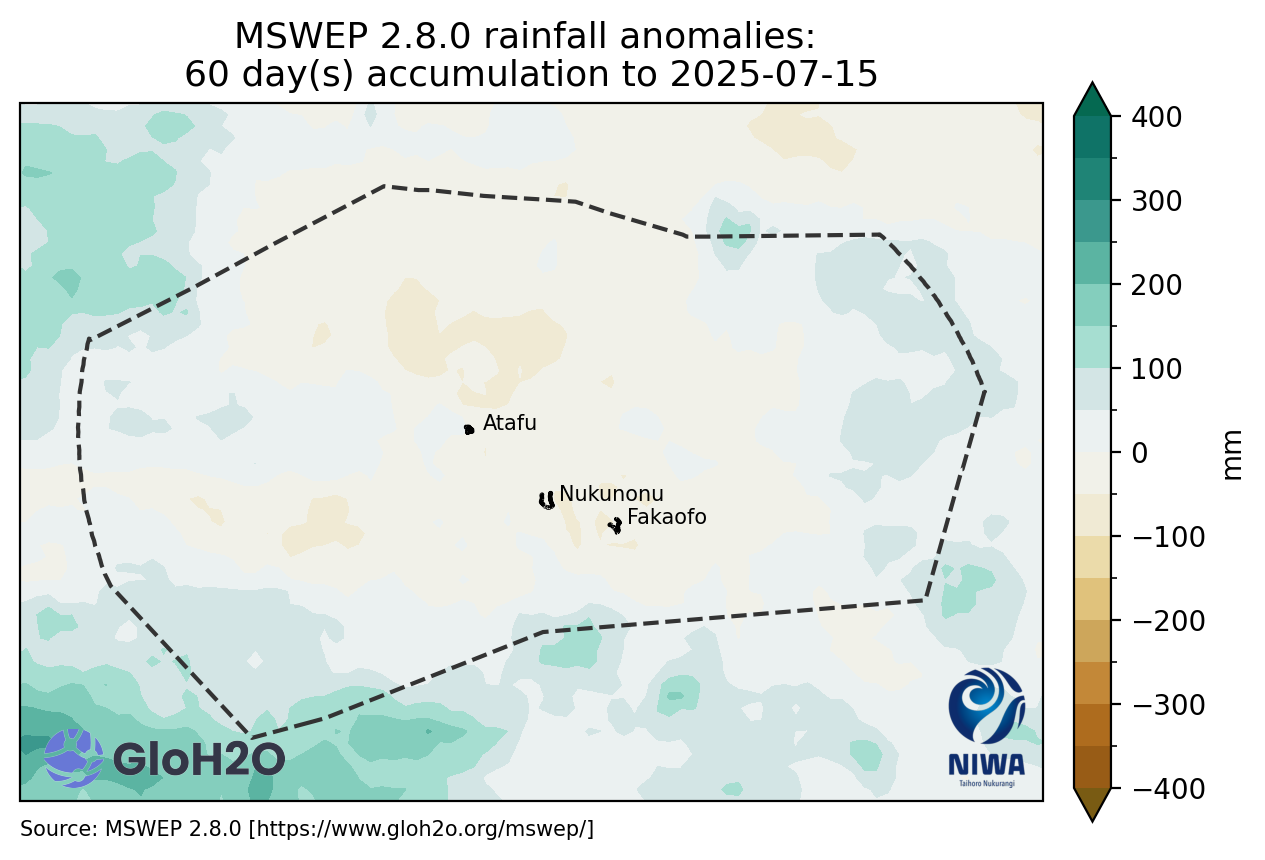 MSWEP 2.8.0 rainfall anomalies:
60 day(s) accumulation to 2025-07-15
400
300
200
100
0
−100
−200
−300
−400
mm
Atafu
Nukunonu
Fakaofo
GloH2O
NIWA
Taihoro Nukurangi
Source: MSWEP 2.8.0 [https://www.gloh2o.org/mswep/]